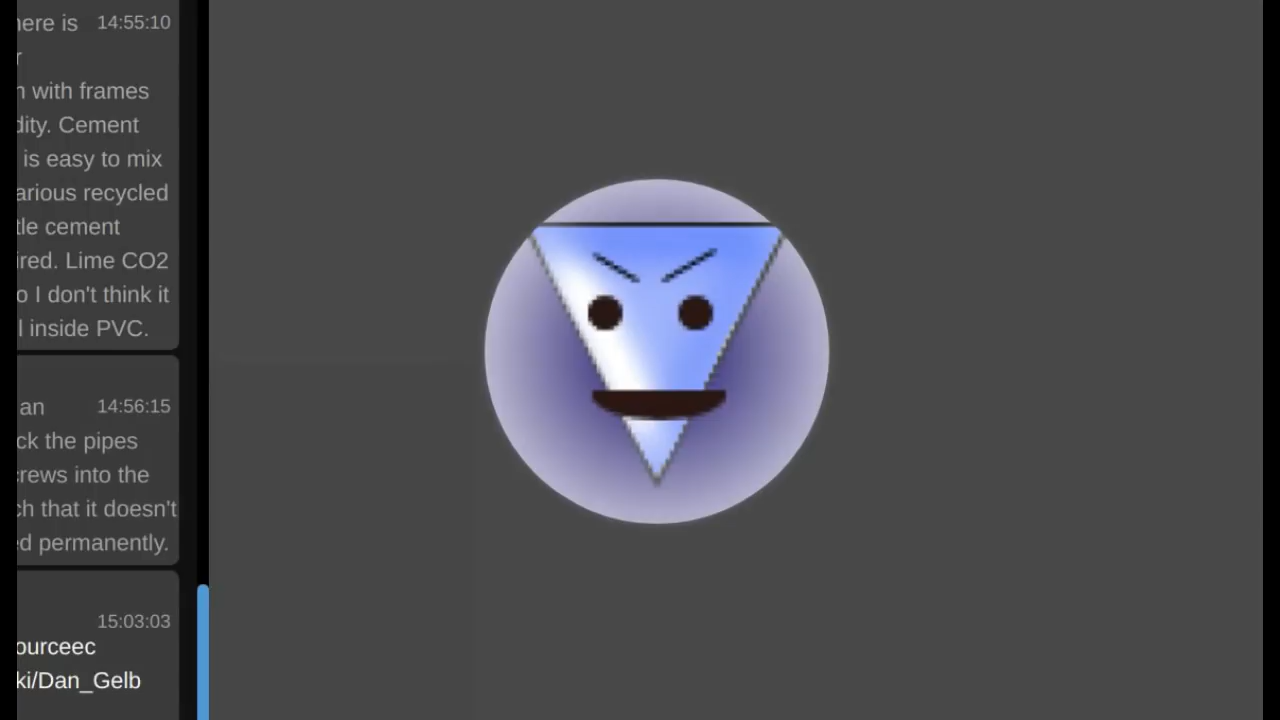 here is 14:55:10
r
n with frames
dity. Cement
is easy to mix
arious recycled
tle cement
ired. Lime CO2
o I don't think it
l inside PVC.
an 14:56:15
ck the pipes
crews into the
ch that it doesn't
ed permanently.
15:03:03
ourceec
ki/Dan_Gelb